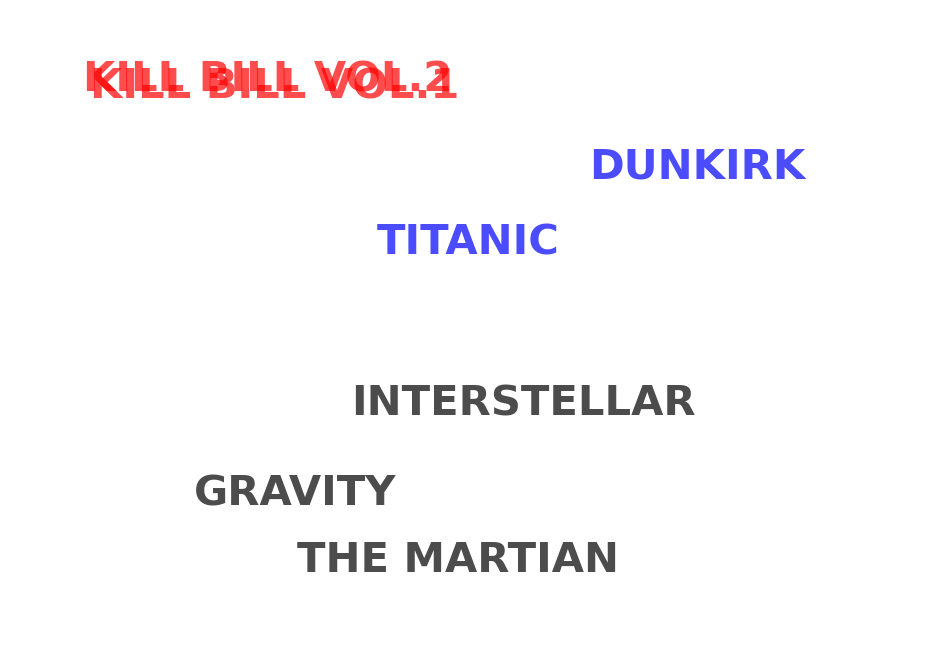 KILL BILL VOL.2
KILL BILL VOL.1
DUNKIRK
TITANIC
INTERSTELLAR
GRAVITY
THE MARTIAN